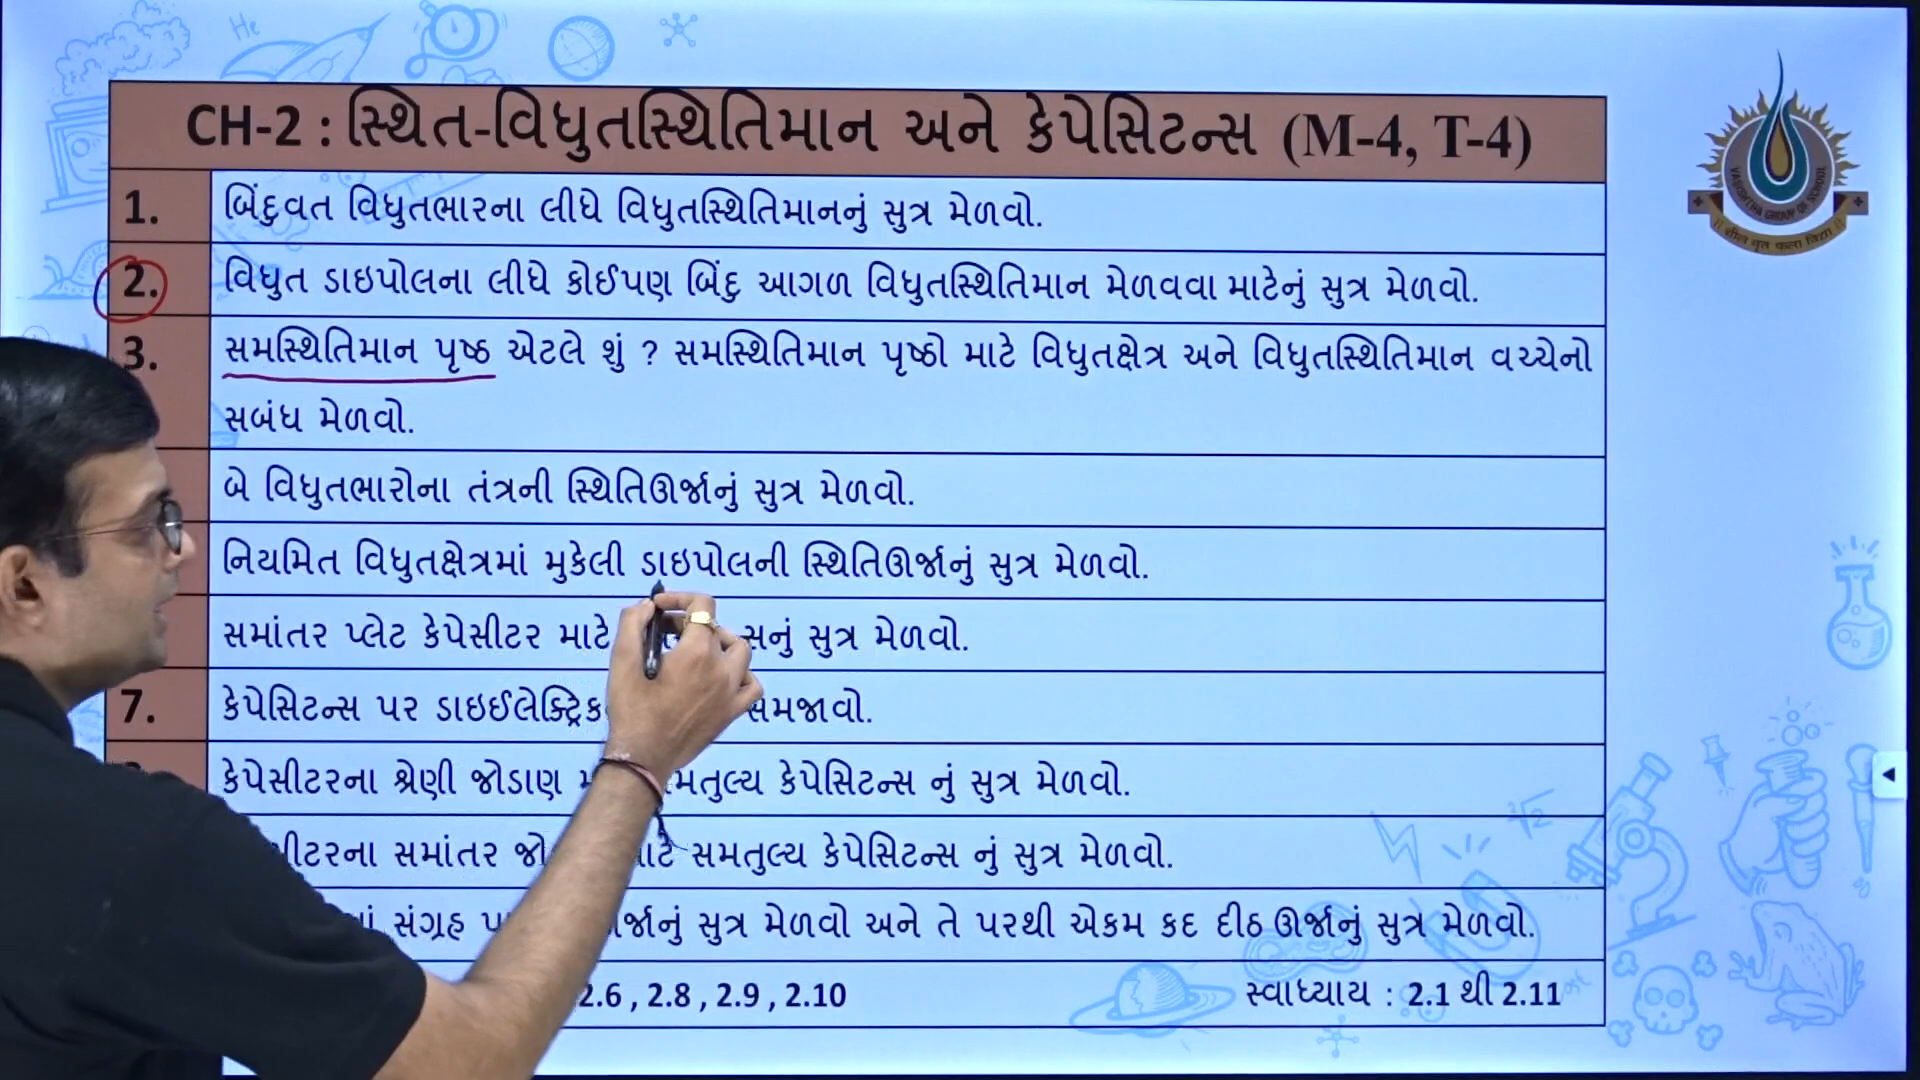 CH-2 : સ્થિત-વિધુતસ્થિતિમાન અને કેપેસિટન્સ (M-4, T-4)
1. બિંદુવત વિધુતભારના લીધે વિધુતસ્થિતિમાનનું સુત્ર મેળવો.
2. વિધુત ડાઇપોલના લીધે કોઈપણ બિંદુ આગળ વિધુતસ્થિતિમાન મેળવવા માટેનું સુત્ર મેળવો.
3. સમસ્થિતિમાન પૃષ્ઠ એટલે શું ? સમસ્થિતિમાન પૃષ્ઠો માટે વિધુતક્ષેત્ર અને વિધુતસ્થિતિમાન વચ્ચેનો
સબંધ મેળવો.
બે વિધુતભારોના તંત્રની સ્થિતિઊર્જાનું સુત્ર મેળવો.
નિયમિત વિધુતક્ષેત્રમાં મુકેલી ડાઇપોલની સ્થિતિઊર્જાનું સુત્ર મેળવો.
સમાંતર પ્લેટ કેપેસીટર માટે સુત્ર મેળવો.
7. કેપેસિટન્સ પર ડાઇઈલેક્ટ્રિક સમજાવો.
કેપેસીટરના શ્રેણી જોડાણ કેપેસિટન્સ નું સુત્ર મેળવો.
સમાંતર સમતુલ્ય કેપેસિટન્સ નું સુત્ર મેળવો.
સંગ્રહ સુત્ર મેળવો અને તે પરથી એકમ કદ દીઠ ઊર્જાનું સુત્ર મેળવો.
2.6 , 2.8 , 2.9 , 2.10 સ્વાધ્યાય : 2.1 થી 2.11